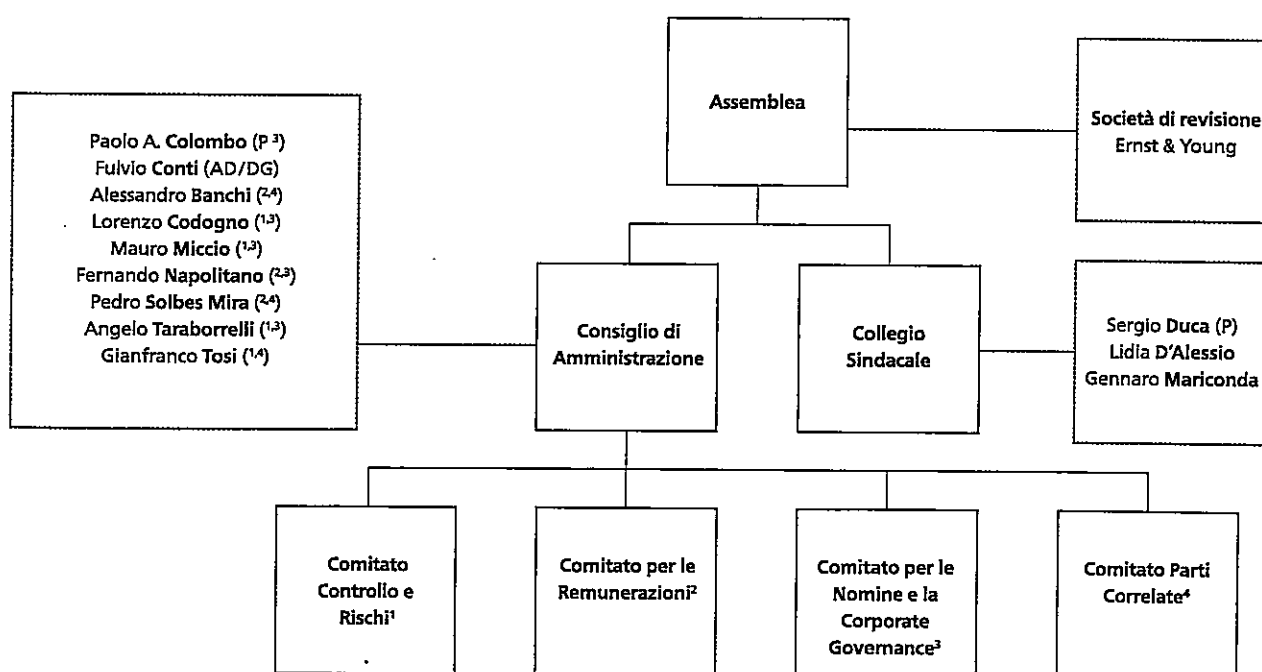 Assemblea
Società di revisione
Ernst & Young
Paolo A. Colombo (P ³)
Fulvio Conti (AD/DG)
Alessandro Banchi (²,⁴)
Lorenzo Codogno (¹,³)
Mauro Miccio (¹,³)
Fernando Napolitano (²,³)
Pedro Solbes Mira (²,⁴)
Angelo Taraborrelli (¹,³)
Gianfranco Tosi (¹,⁴)
Consiglio di
Amministrazione
Collegio
Sindacale
Sergio Duca (P)
Lidia D'Alessio
Gennaro Mariconda
Comitato
Controllo e
Rischi¹
Comitato per le
Remunerazioni²
Comitato per le
Nomine e la
Corporate
Governance³
Comitato Parti
Correlate⁴